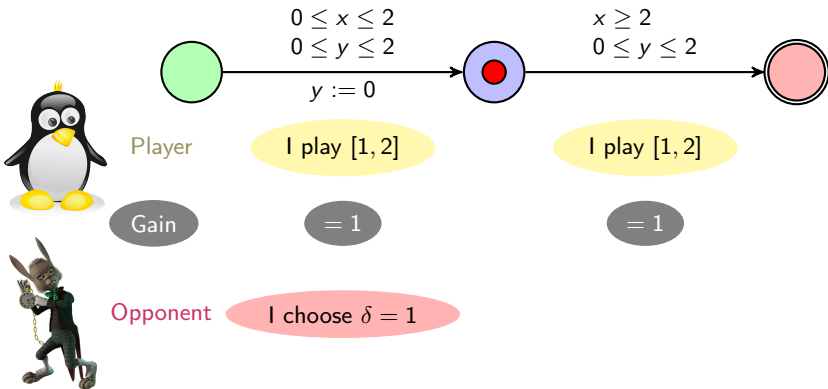 0 ≤ x ≤ 2
0 ≤ y ≤ 2
y := 0
x ≥ 2
0 ≤ y ≤ 2
Player
I play [1, 2]
I play [1, 2]
Gain
= 1
= 1
Opponent
I choose δ = 1